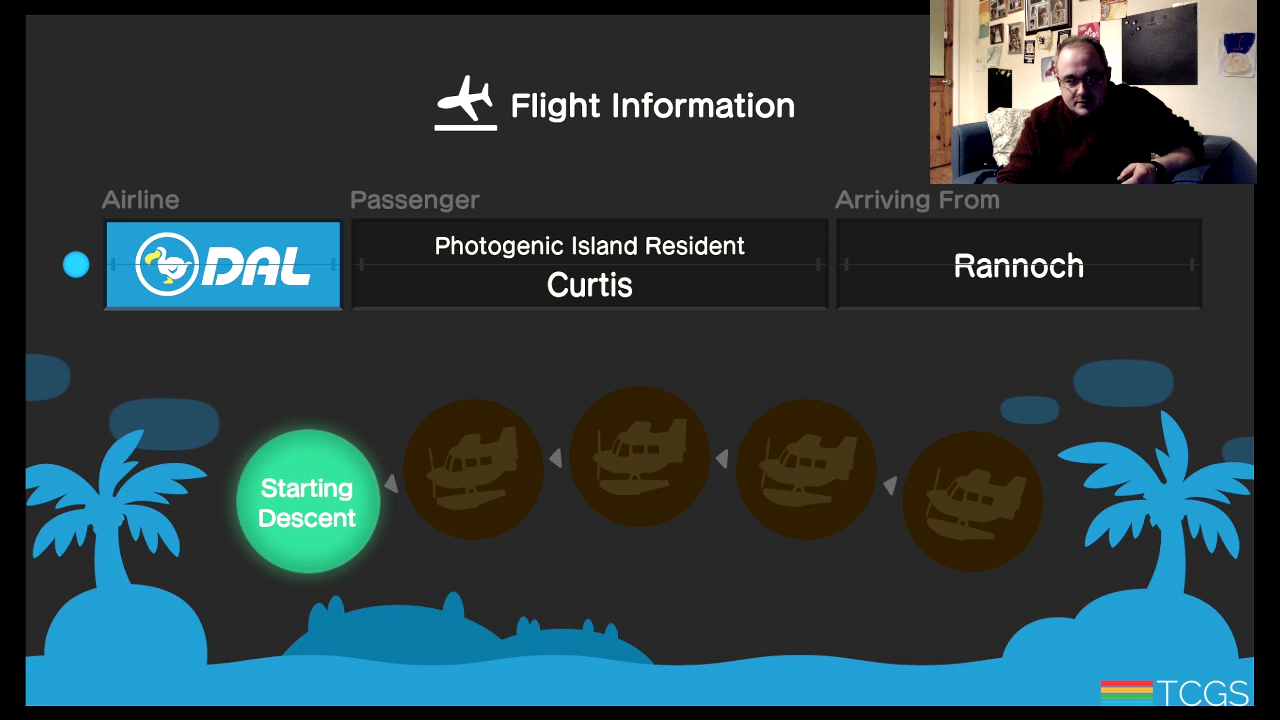 Flight Information
Airline
Passenger
Arriving From
DAL
Photogenic Island Resident
Curtis
Rannoch
Starting
Descent
TCGS